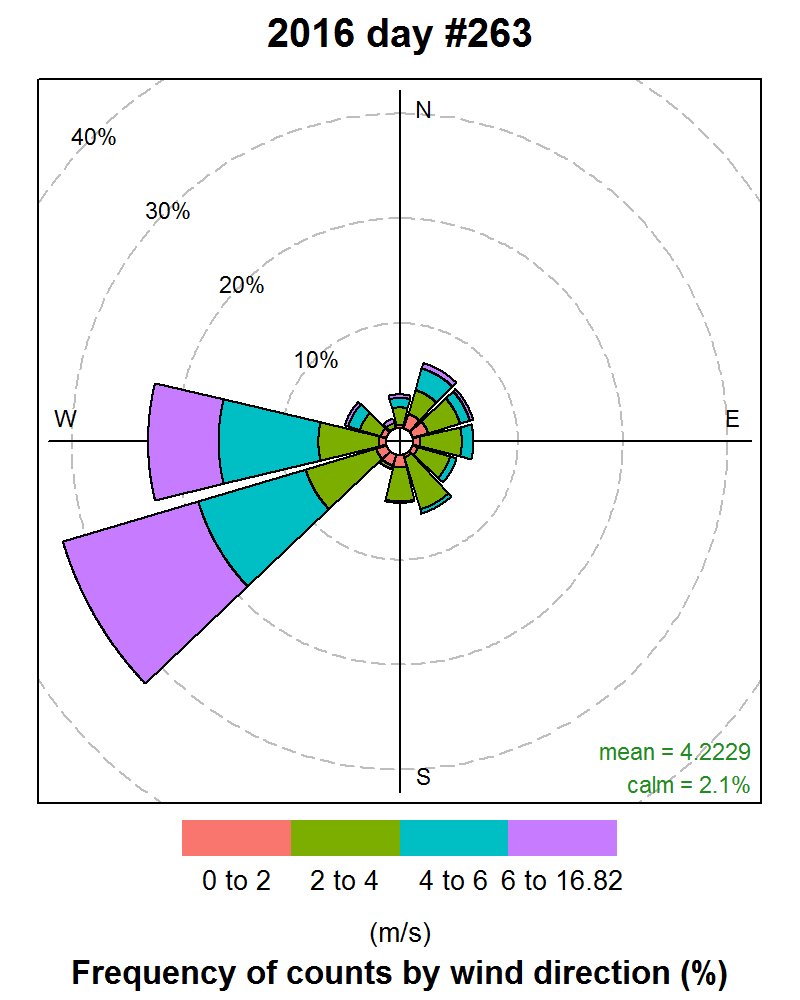 2016 day #263
N
40%
30%
20%
10%
W
E
mean = 4.2229
S
calm = 2.1%
0 to 2 2 to 4 4 to 6 6 to 16.82
(m/s)
Frequency of counts by wind direction (%)